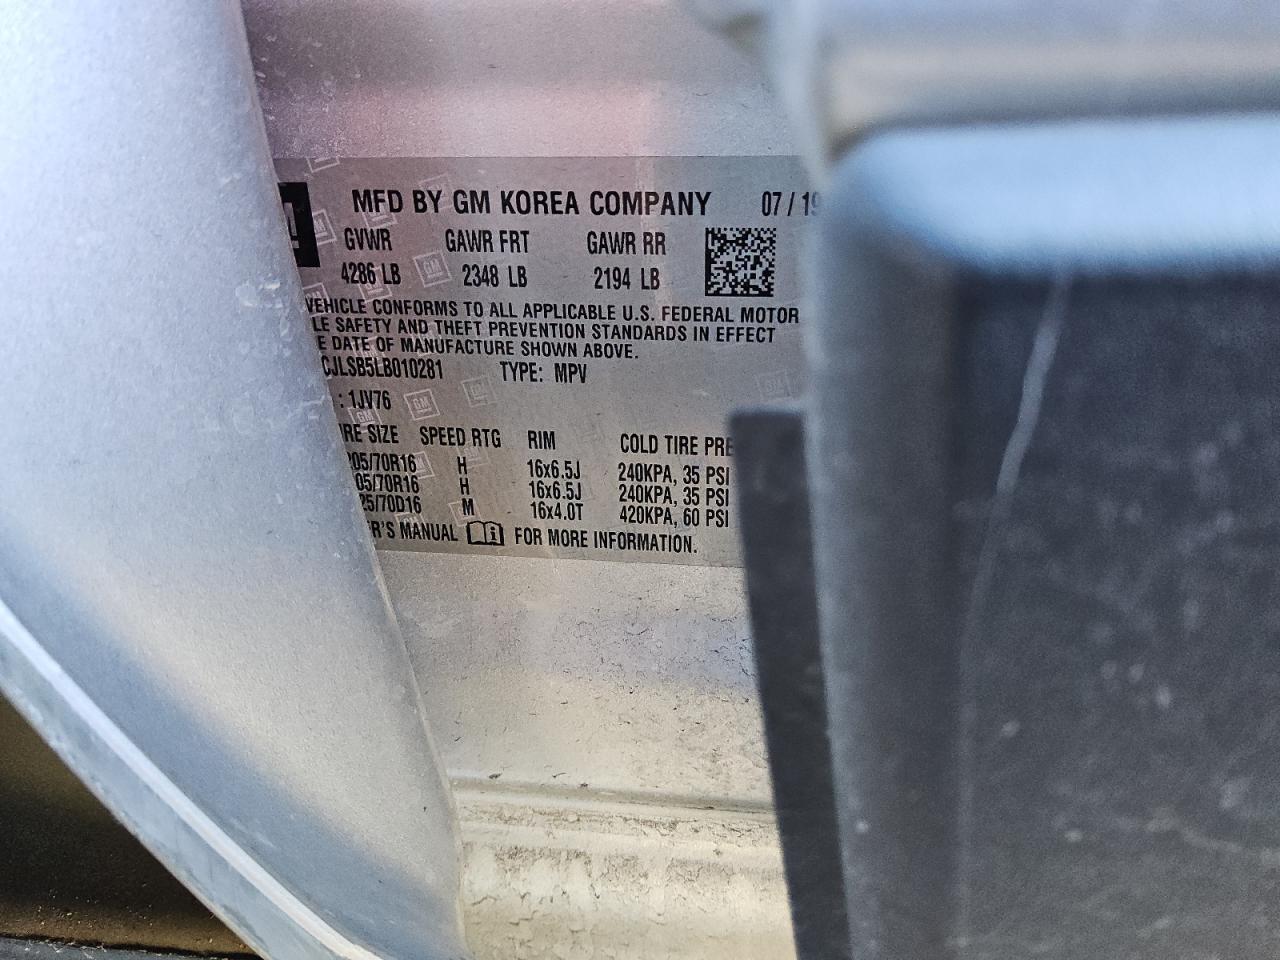 MFD BY GM KOREA COMPANY 07/19
GVWR GAWR FRT GAWR RR
4286 LB 2348 LB 2194 LB
VEHICLE CONFORMS TO ALL APPLICABLE U.S. FEDERAL MOTOR
LE SAFETY AND THEFT PREVENTION STANDARDS IN EFFECT
E DATE OF MANUFACTURE SHOWN ABOVE.
CJLSB5LB010281 TYPE: MPV
: 1JV76
IRE SIZE SPEED RTG RIM COLD TIRE PRE
205/70R16 H 16x6.5J 240KPA, 35 PSI
05/70R16 H 16x6.5J 240KPA, 35 PSI
25/70D16 M 16x4.0T 420KPA, 60 PSI
ER'S MANUAL FOR MORE INFORMATION.